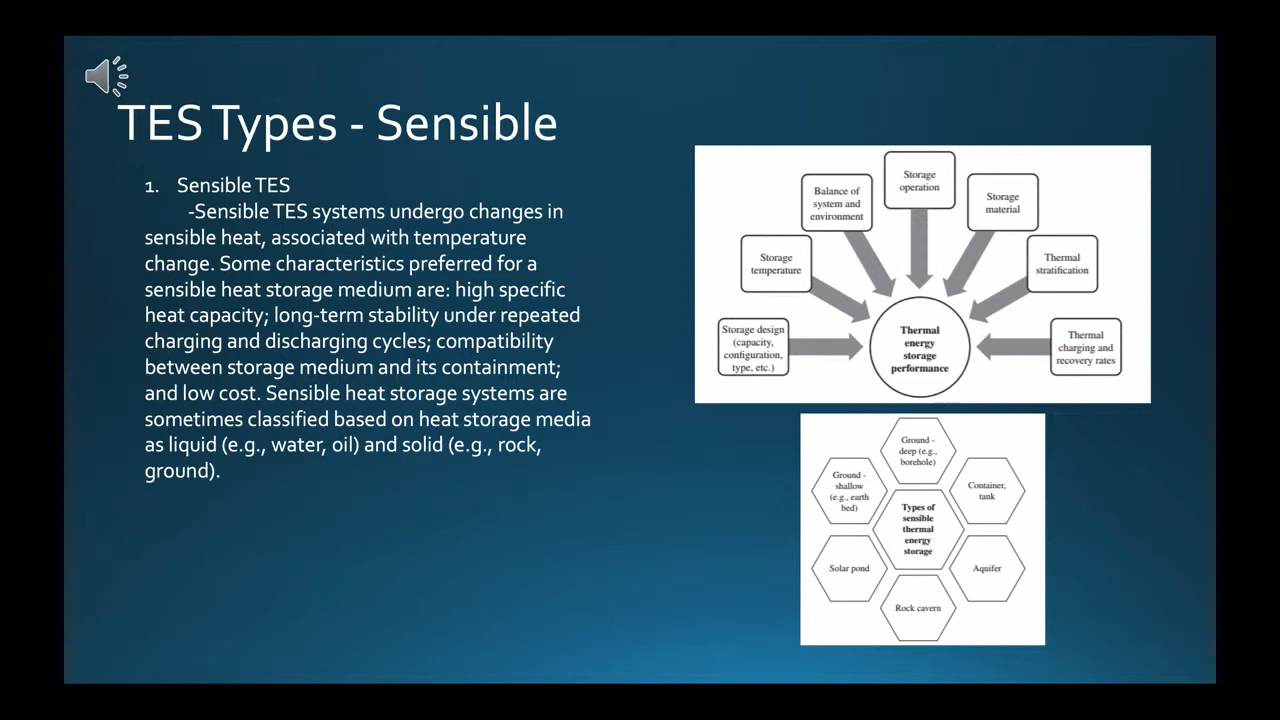 TES Types - Sensible
1. Sensible TES
-Sensible TES systems undergo changes in
sensible heat, associated with temperature
change. Some characteristics preferred for a
sensible heat storage medium are: high specific
heat capacity; long-term stability under repeated
charging and discharging cycles; compatibility
between storage medium and its containment;
and low cost. Sensible heat storage systems are
sometimes classified based on heat storage media
as liquid (e.g., water, oil) and solid (e.g., rock,
ground).
Storage design
(capacity,
configuration,
type, etc.)
Storage
temperature
Balance of
system and
environment
Storage
operation
Storage
material
Thermal
stratification
Thermal
charging and
recovery rates
Thermal
energy
storage
performance
Ground -
deep (e.g.,
borehole)
Ground -
shallow
(e.g., earth
bed)
Container,
tank
Types of
sensible
thermal
energy
storage
Solar pond
Aquifer
Rock cavern